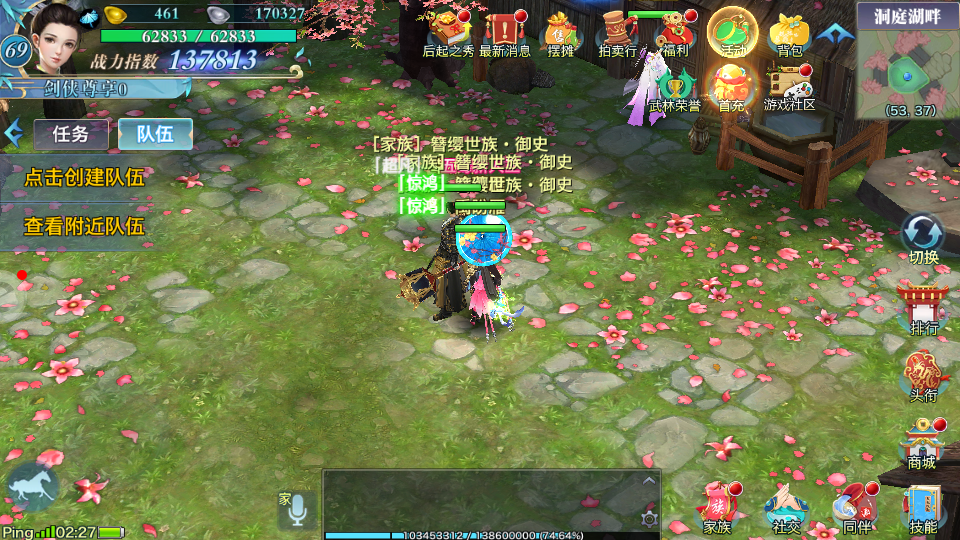 461
170327
洞庭湖畔
69
62833 / 62833
战力指数 137813
剑侠尊享0
后起之秀
最新消息
摆摊
拍卖行
福利
活动
背包
武林荣誉
首充
游戏社区
(53, 37)
任务
队伍
点击创建队伍
查看附近队伍
[家族] 簪缨世族·御史
簪缨世族·御史
[惊鸿]
世族·御史
[惊鸿]
切换
排行
头衔
商城
家
家族
社交
同伴
技能
Ping
02:27
103453312 / 138600000 (74.64%)